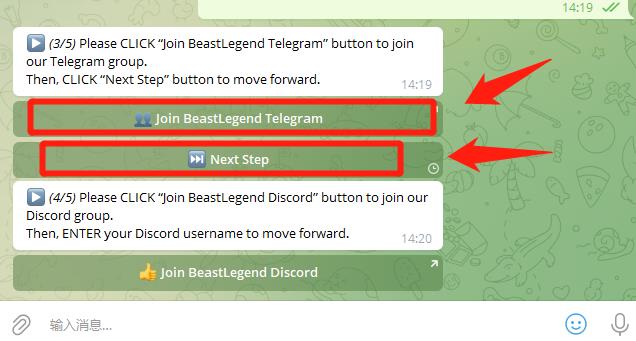 14:19
(3/5) Please CLICK “Join BeastLegend Telegram” button to join
our Telegram group.
Then, CLICK “Next Step” button to move forward.
14:19
Join BeastLegend Telegram
Next Step
(4/5) Please CLICK “Join BeastLegend Discord” button to join our
Discord group.
Then, ENTER your Discord username to move forward.
14:20
Join BeastLegend Discord
输入消息...